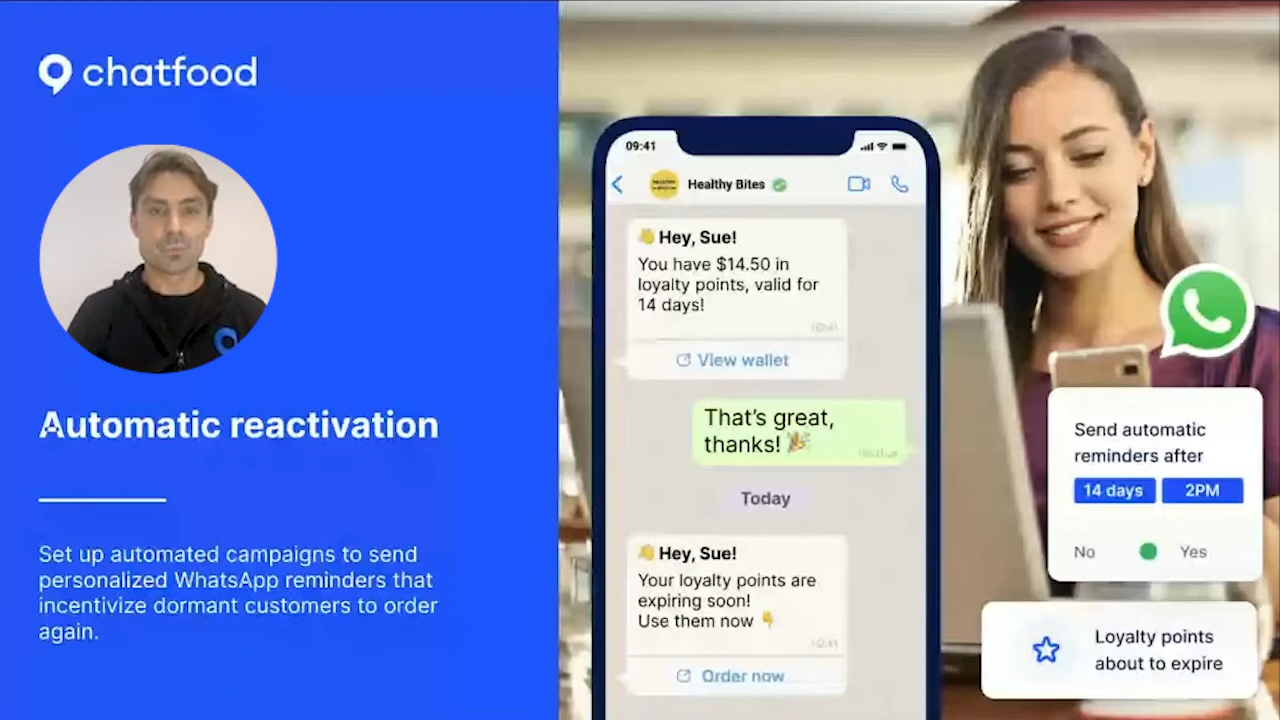 chatfood
Automatic reactivation
Set up automated campaigns to send
personalized WhatsApp reminders that
incentivize dormant customers to order
again.
09:41
Healthy Bites
👋 Hey, Sue!
You have $14.50 in
loyalty points, valid for
14 days!
View wallet
That's great,
thanks! 🎉
Today
👋 Hey, Sue!
Your loyalty points are
expiring soon!
Use them now 👇
Order now
Send automatic
reminders after
14 days 2PM
No Yes
Loyalty points
about to expire